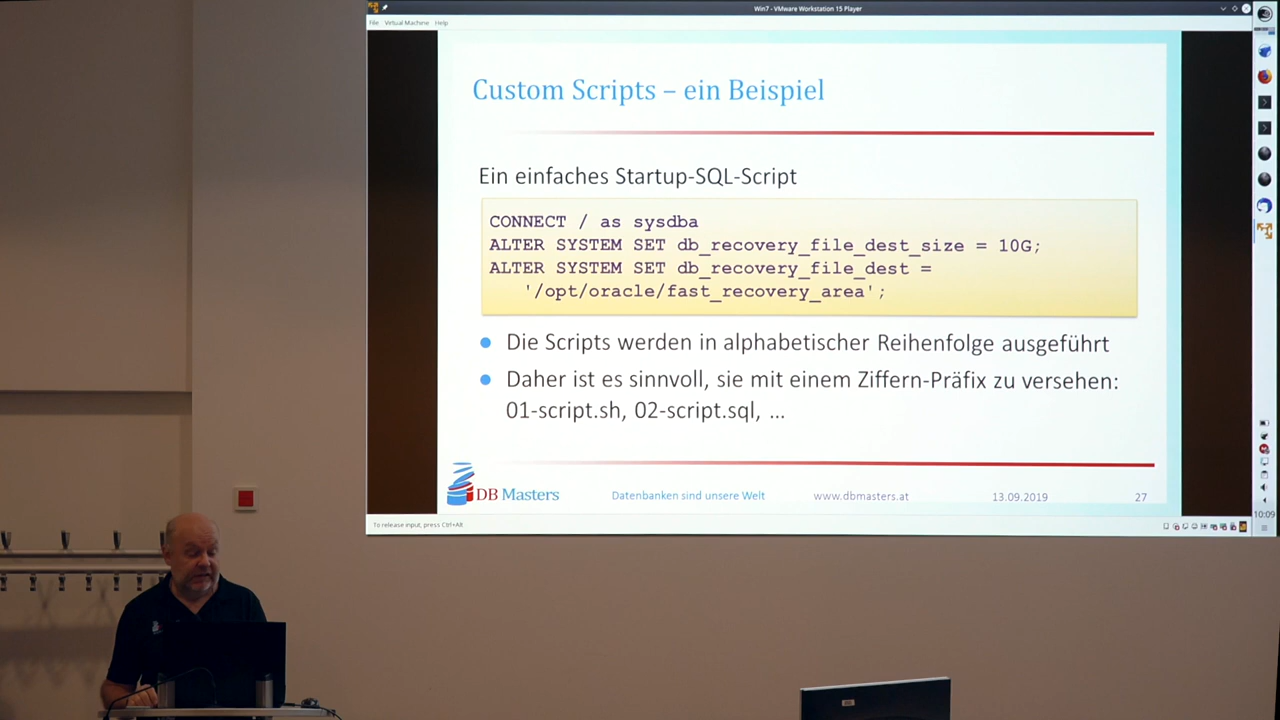 Win7 - VMware Workstation 15 Player
File Virtual Machine Help
Custom Scripts – ein Beispiel
Ein einfaches Startup-SQL-Script
CONNECT / as sysdba
ALTER SYSTEM SET db_recovery_file_dest_size = 10G;
ALTER SYSTEM SET db_recovery_file_dest =
'/opt/oracle/fast_recovery_area';
Die Scripts werden in alphabetischer Reihenfolge ausgeführt
Daher ist es sinnvoll, sie mit einem Ziffern-Präfix zu versehen:
01-script.sh, 02-script.sql, ...
DB Masters
Datenbanken sind unsere Welt
www.dbmasters.at
13.09.2019
27
10:09
To release input, press Ctrl+Alt